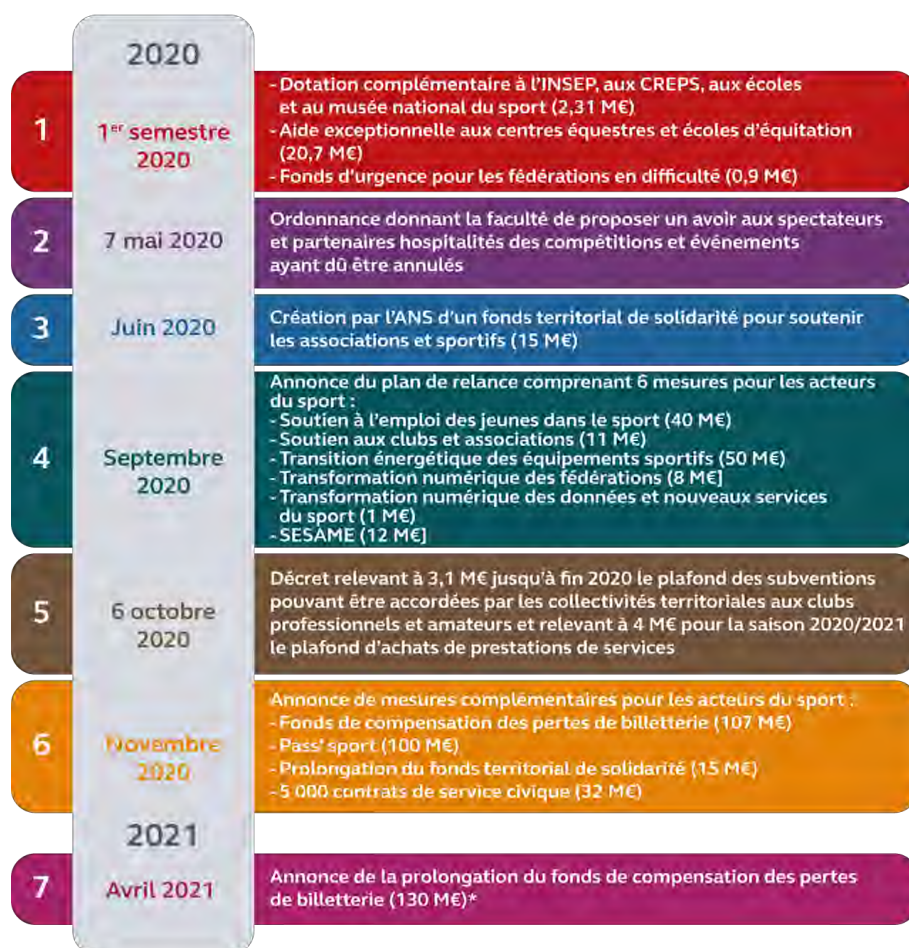 2020
1
1er semestre
2020
- Dotation complémentaire à l'INSEP, aux CREPS, aux écoles
et au musée national du sport (2,31 M€)
- Aide exceptionnelle aux centres équestres et écoles d'équitation
(20,7 M€)
- Fonds d'urgence pour les fédérations en difficulté (0,9 M€)
2
7 mai 2020
Ordonnance donnant la faculté de proposer un avoir aux spectateurs
et partenaires hospitalités des compétitions et événements
ayant dû être annulés
3
Juin 2020
Création par l'ANS d'un fonds territorial de solidarité pour soutenir
les associations et sportifs (15 M€)
4
Septembre
2020
Annonce du plan de relance comprenant 6 mesures pour les acteurs
du sport :
- Soutien à l'emploi des jeunes dans le sport (40 M€)
- Soutien aux clubs et associations (11 M€)
- Transition énergétique des équipements sportifs (50 M€)
- Transformation numérique des fédérations (8 M€]
- Transformation numérique des données et nouveaux services
du sport (1 M€)
- SESAME (12 M€]
5
6 octobre
2020
Décret relevant à 3,1 M€ jusqu'à fin 2020 le plafond des subventions
pouvant être accordées par les collectivités territoriales aux clubs
professionnels et amateurs et relevant à 4 M€ pour la saison 2020/2021
le plafond d'achats de prestations de services
6
Novembre
2020
Annonce de mesures complémentaires pour les acteurs du sport :
- Fonds de compensation des pertes de billetterie (107 M€)
- Pass' sport (100 M€)
- Prolongation du fonds territorial de solidarité (15 M€)
- 5 000 contrats de service civique (32 M€)
2021
7
Avril 2021
Annonce de la prolongation du fonds de compensation des pertes
de billetterie (130 M€)*